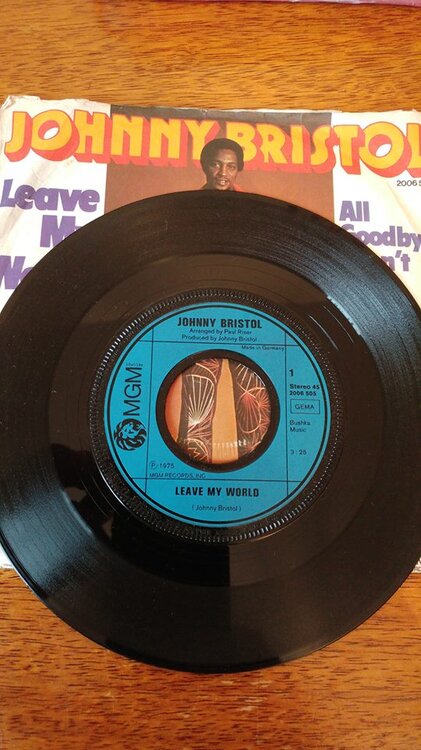 JOHNNY BRISTOL
2006 5
Leave
All
Goodby
n't
JOHNNY BRISTOL
Arranged by Paul Riser
Produced by Johnny Bristol
Made in Germany
MGM
1
Stereo 45
2006 505
GEMA
Bushka
Music
3:25
Ⓟ 1975
MGM RECORDS, INC.
LEAVE MY WORLD
(Johnny Bristol)